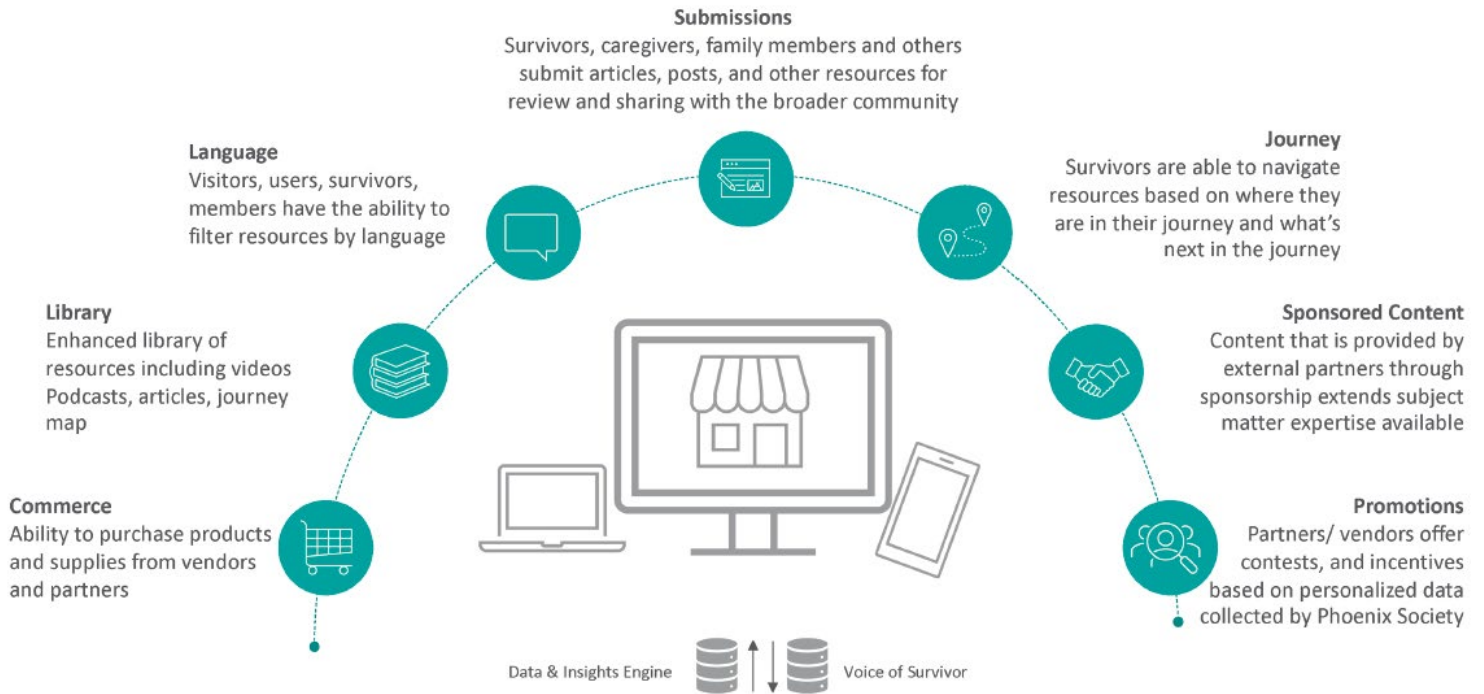 Submissions
Survivors, caregivers, family members and others
submit articles, posts, and other resources for
review and sharing with the broader community
Language
Visitors, users, survivors,
members have the ability to
filter resources by language
Journey
Survivors are able to navigate
resources based on where they
are in their journey and what's
next in the journey
Library
Enhanced library of
resources including videos
Podcasts, articles, journey
map
Sponsored Content
Content that is provided by
external partners through
sponsorship extends subject
matter expertise available
Commerce
Ability to purchase products
and supplies from vendors
and partners
Promotions
Partners/ vendors offer
contests, and incentives
based on personalized data
collected by Phoenix Society
Data & Insights Engine
Voice of Survivor